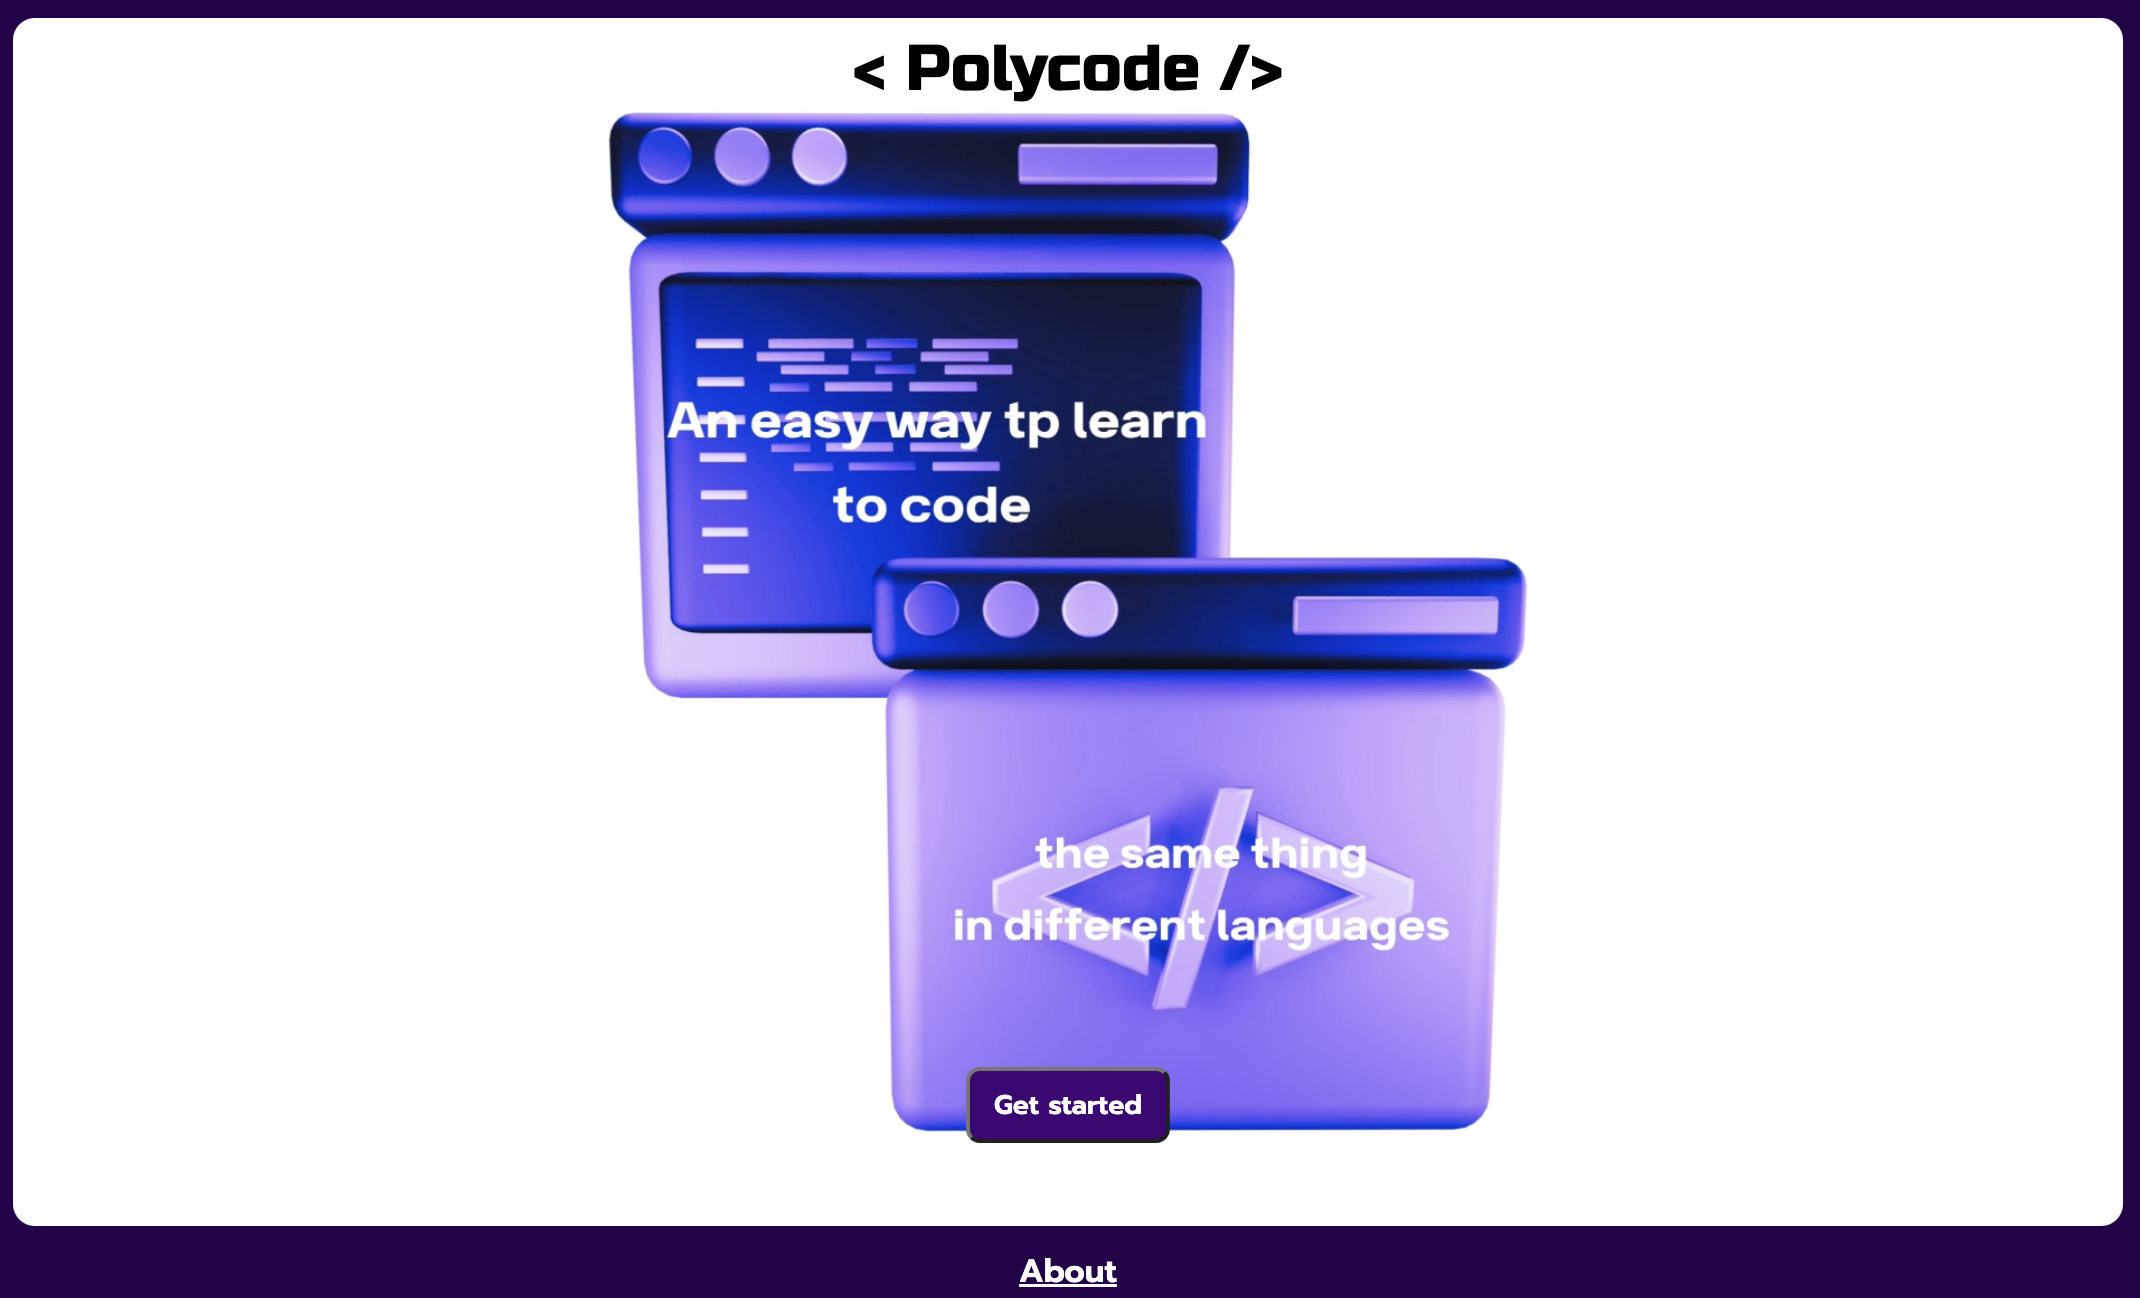 < Polycode />
An easy way tp learn
to code
the same thing
in different languages
Get started
About